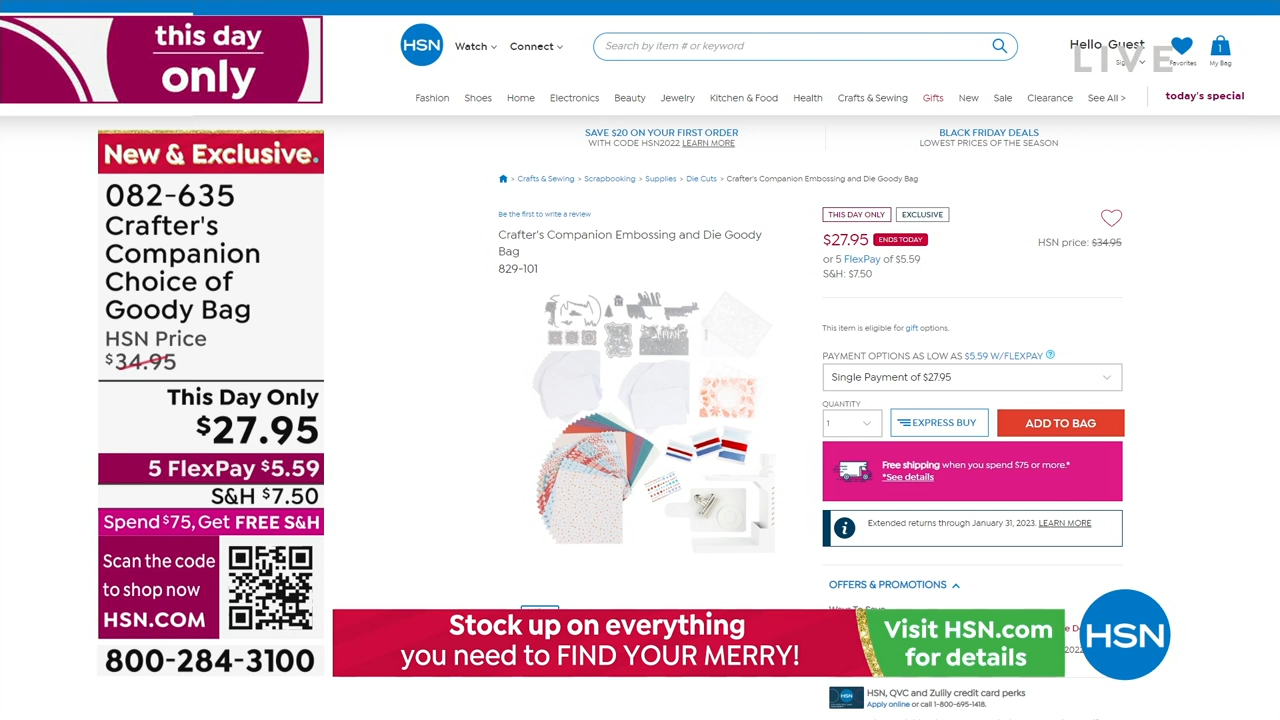 this day
only
New & Exclusive.
082-635
Crafter's
Companion
Choice of
Goody Bag
HSN Price
$34.95
This Day Only
$27.95
5 FlexPay $5.59
S&H $7.50
Spend $75, Get FREE S&H
Scan the code
to shop now
HSN.COM
800-284-3100
HSN
Watch
Connect
Search by item # or keyword
Hello, Guest
LIVE
Favorites
1
My Bag
Fashion Shoes Home Electronics Beauty Jewelry Kitchen & Food Health Crafts & Sewing Gifts New Sale Clearance See All > today's special
SAVE $20 ON YOUR FIRST ORDER
WITH CODE HSN2022 LEARN MORE
BLACK FRIDAY DEALS
LOWEST PRICES OF THE SEASON
> Crafts & Sewing > Scrapbooking > Supplies > Die Cuts > Crafter's Companion Embossing and Die Goody Bag
Be the first to write a review
Crafter's Companion Embossing and Die Goody
Bag
829-101
THIS DAY ONLY EXCLUSIVE
$27.95 ENDS TODAY
HSN price: $34.95
or 5 FlexPay of $5.59
S&H: $7.50
This item is eligible for gift options.
PAYMENT OPTIONS AS LOW AS $5.59 W/FLEXPAY
Single Payment of $27.95
QUANTITY
1
EXPRESS BUY
ADD TO BAG
Free shipping when you spend $75 or more.*
*See details
Extended returns through January 31, 2023. LEARN MORE
OFFERS & PROMOTIONS
Stock up on everything
you need to FIND YOUR MERRY!
Visit HSN.com
for details
HSN
HSN, QVC and Zulily credit card perks
Apply online or call 1-800-695-1418.